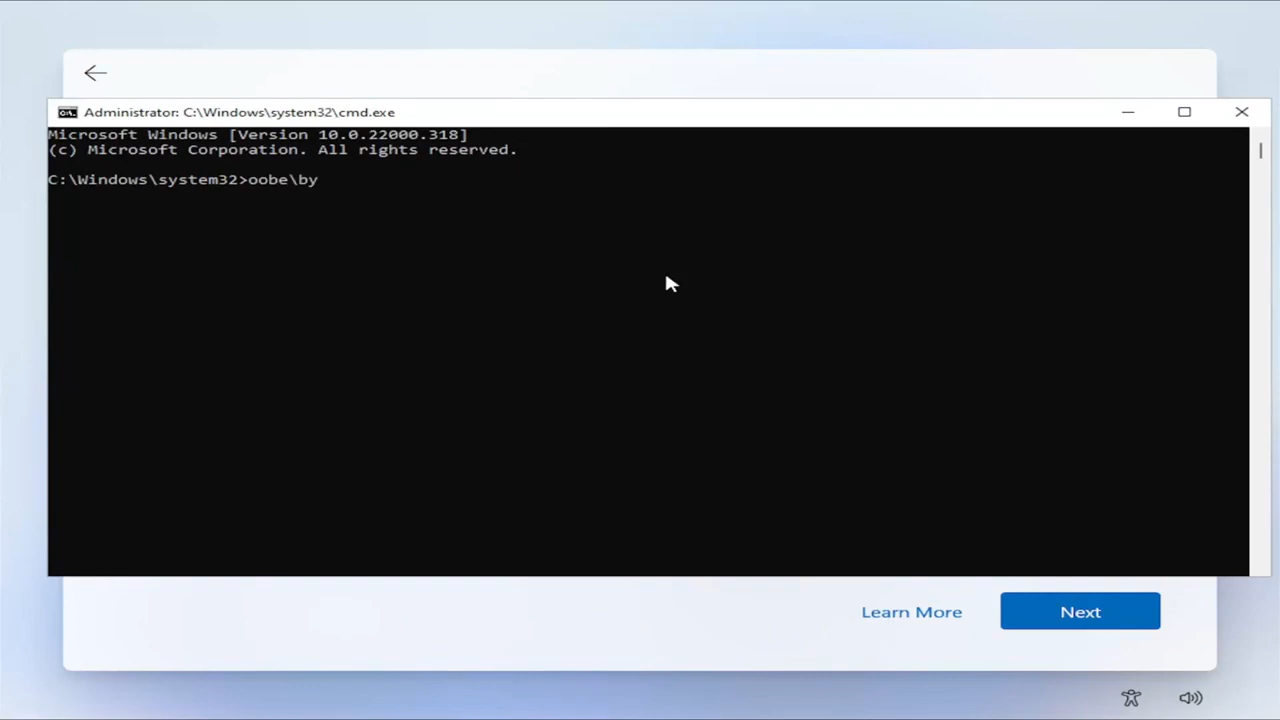 Administrator: C:\Windows\system32\cmd.exe
Microsoft Windows [Version 10.0.22000.318]
(c) Microsoft Corporation. All rights reserved.
C:\Windows\system32>oobe\by
Learn More
Next